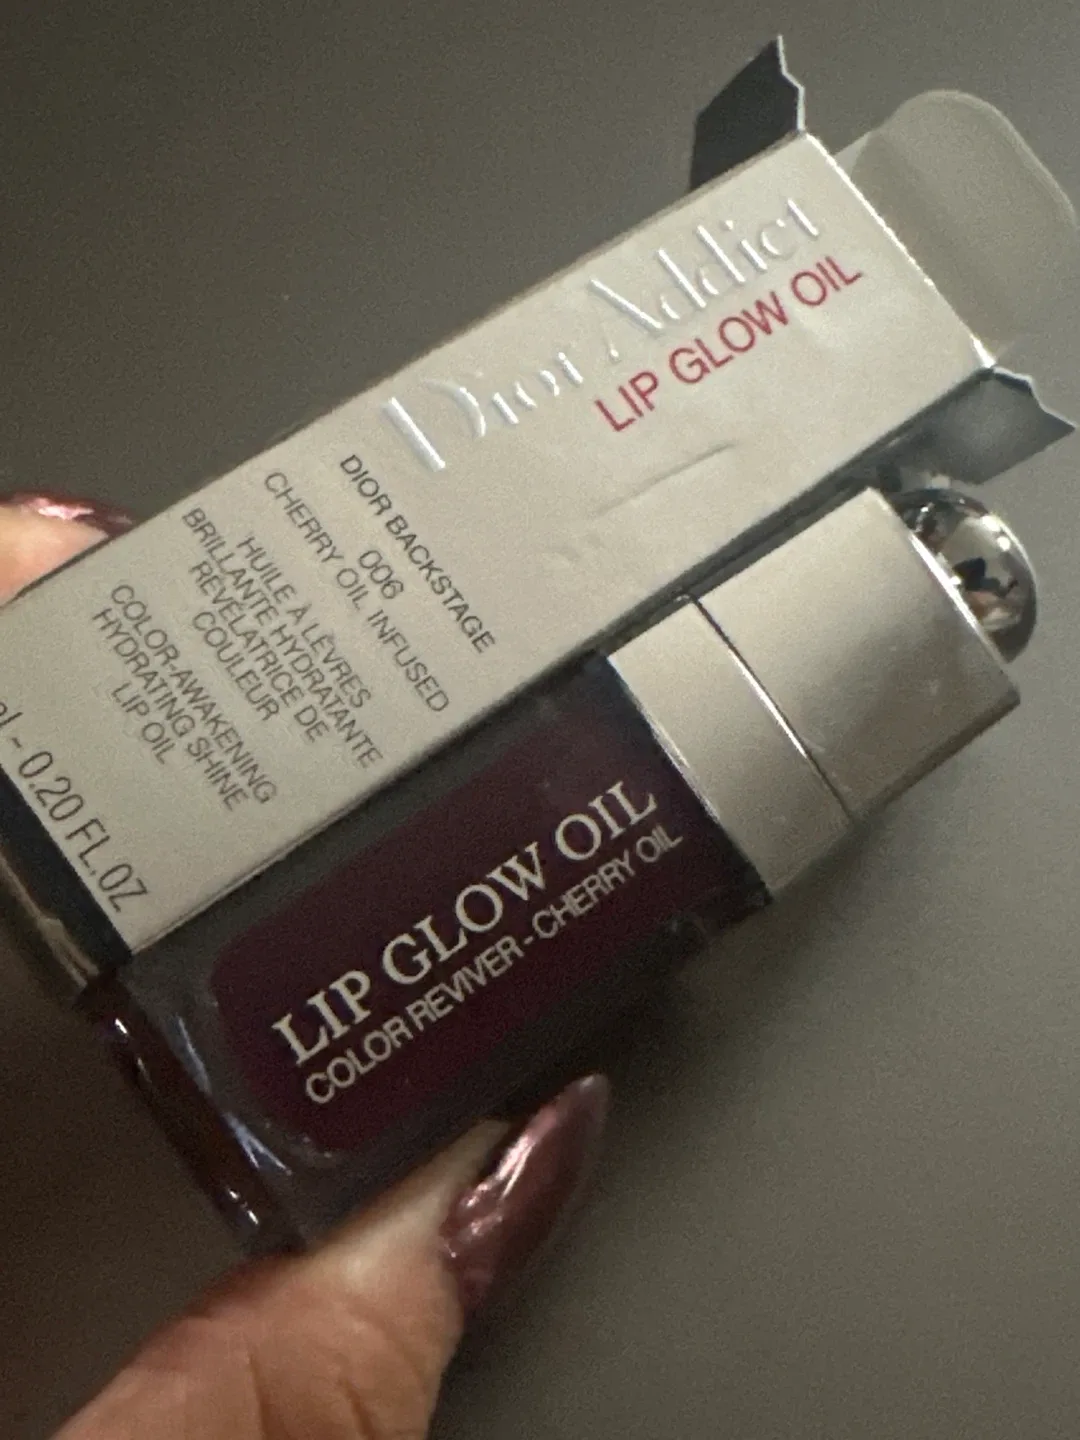 Dior Addict
LIP GLOW OIL
DIOR BACKSTAGE
006
CHERRY OIL INFUSED
HUILE À LÈVRES
BRILLANTE HYDRATANTE
RÉVÉLATRICE DE
COULEUR
COLOR-AWAKENING
HYDRATING SHINE
LIP OIL
- 0.20 FL.OZ
LIP GLOW OIL
COLOR REVIVER - CHERRY OIL